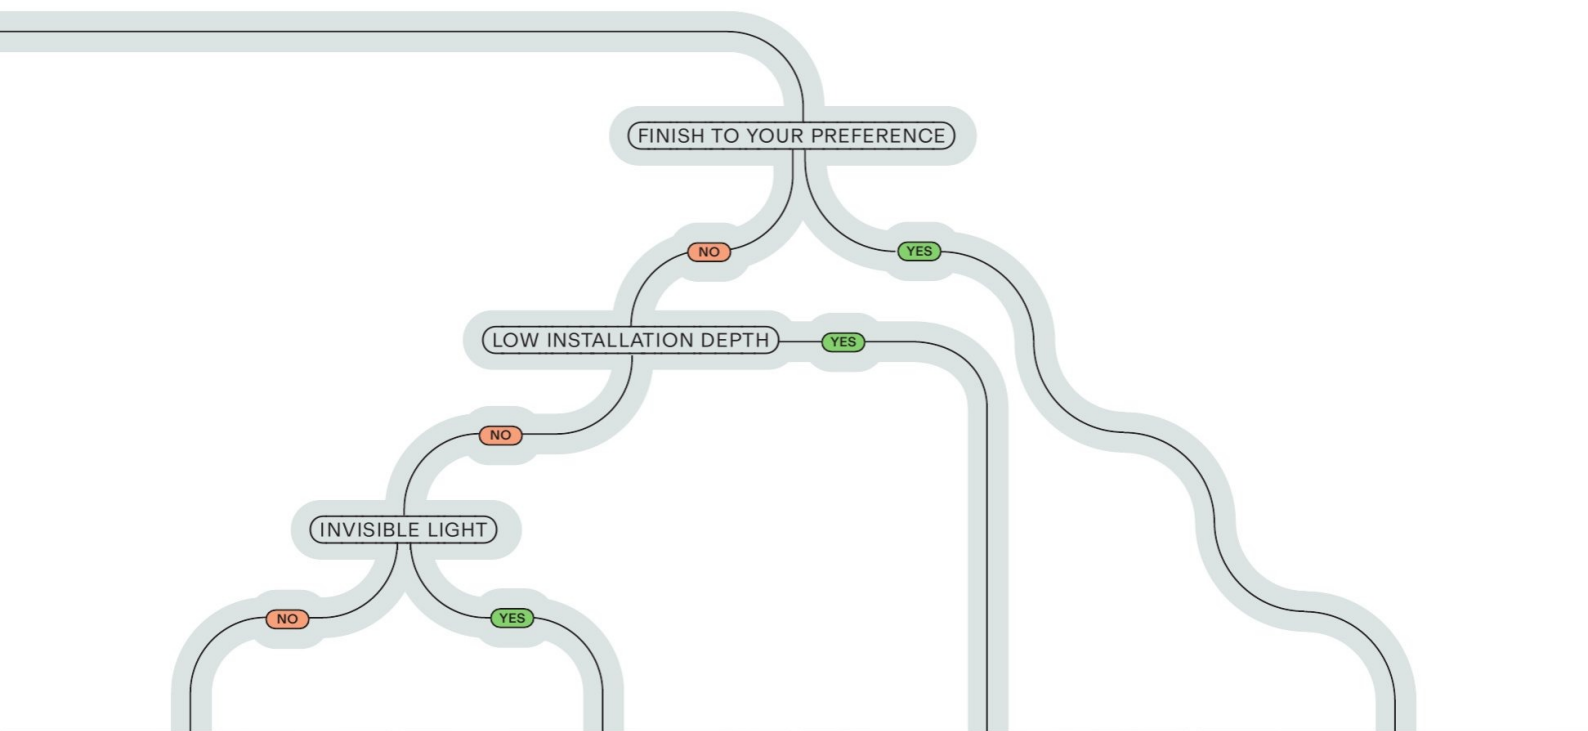 FINISH TO YOUR PREFERENCE
NO
YES
LOW INSTALLATION DEPTH
YES
NO
INVISIBLE LIGHT
NO
YES